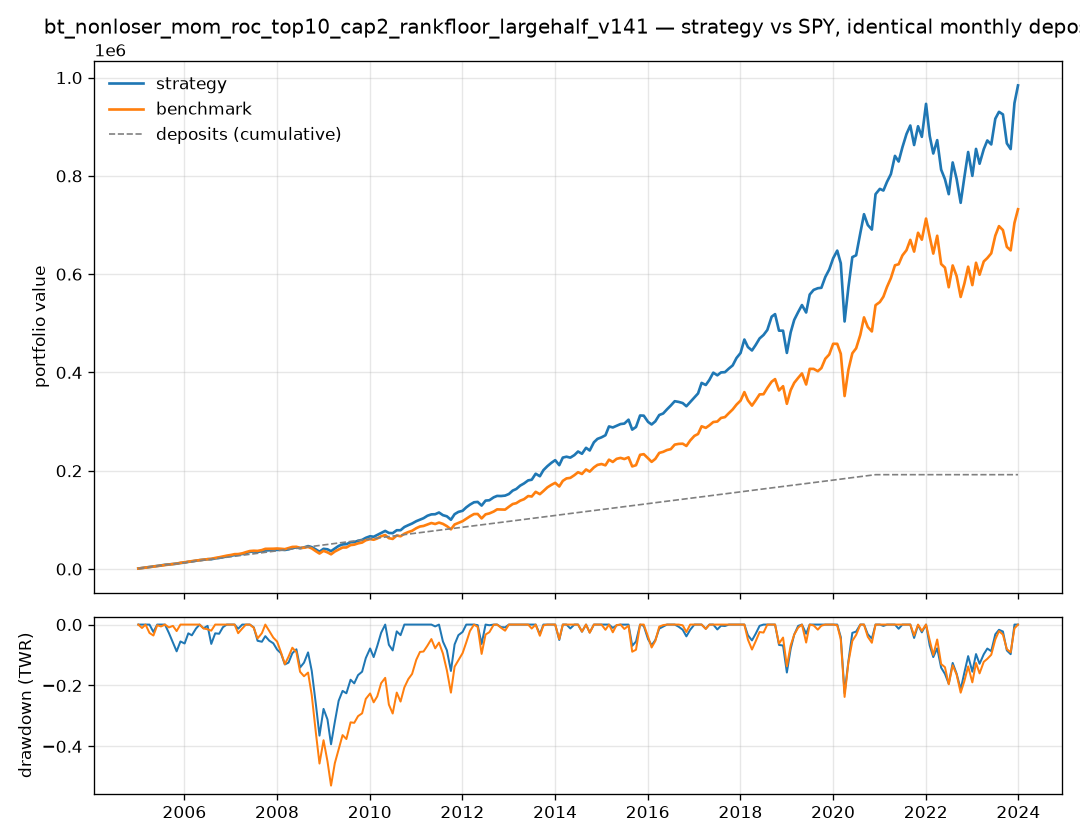 bt_nonloser_mom_roc_top10_cap2_rankfloor_largehalf_v141 — strategy vs SPY, identical monthly depos
1e6
1.0
0.8
0.6
0.4
0.2
0.0
portfolio value
strategy
benchmark
deposits (cumulative)
0.0
−0.2
−0.4
drawdown (TWR)
2006 2008 2010 2012 2014 2016 2018 2020 2022 2024